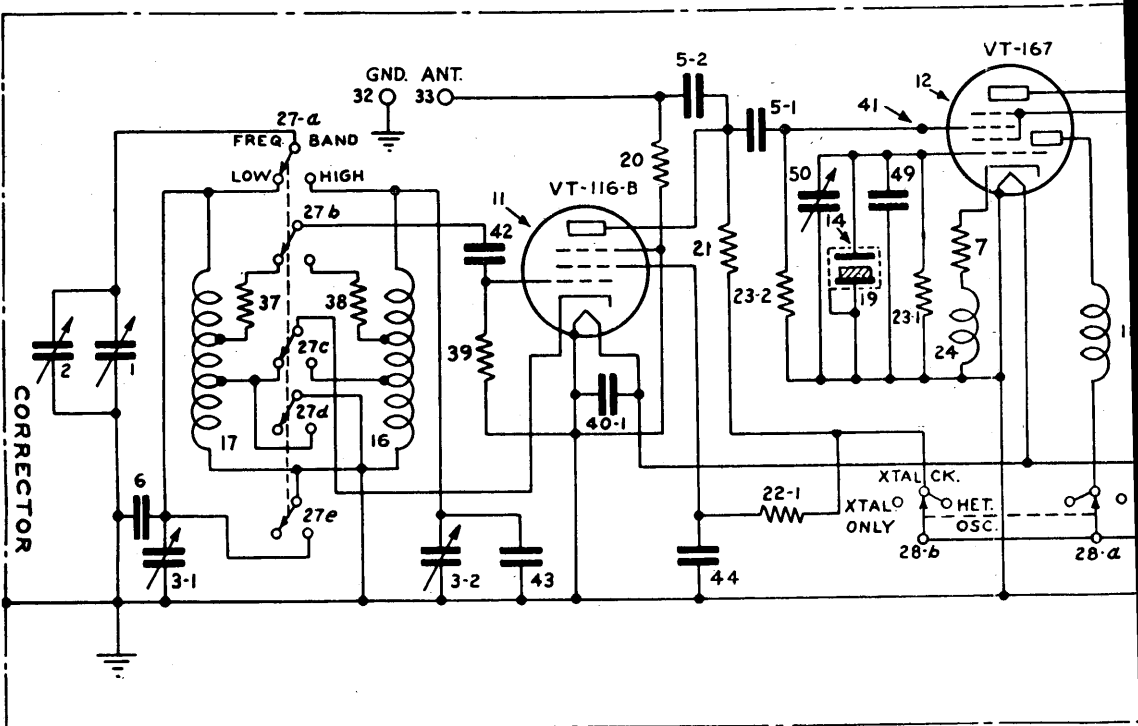 VT-167
5-2
12
GND. ANT.
32 33
5-1
41
27-a
FREQ. BAND
LOW HIGH
20
VT-116-B
11
50
49
14
27b
42
21
7
37
38
23-2
19
23-1
24
39
27c
2
1
27d
40-1
17
16
CORRECTOR
6
XTAL CK.
22-1
XTAL ONLY
HET. OSC.
27e
28-b
28-a
3-1
3-2
43
44